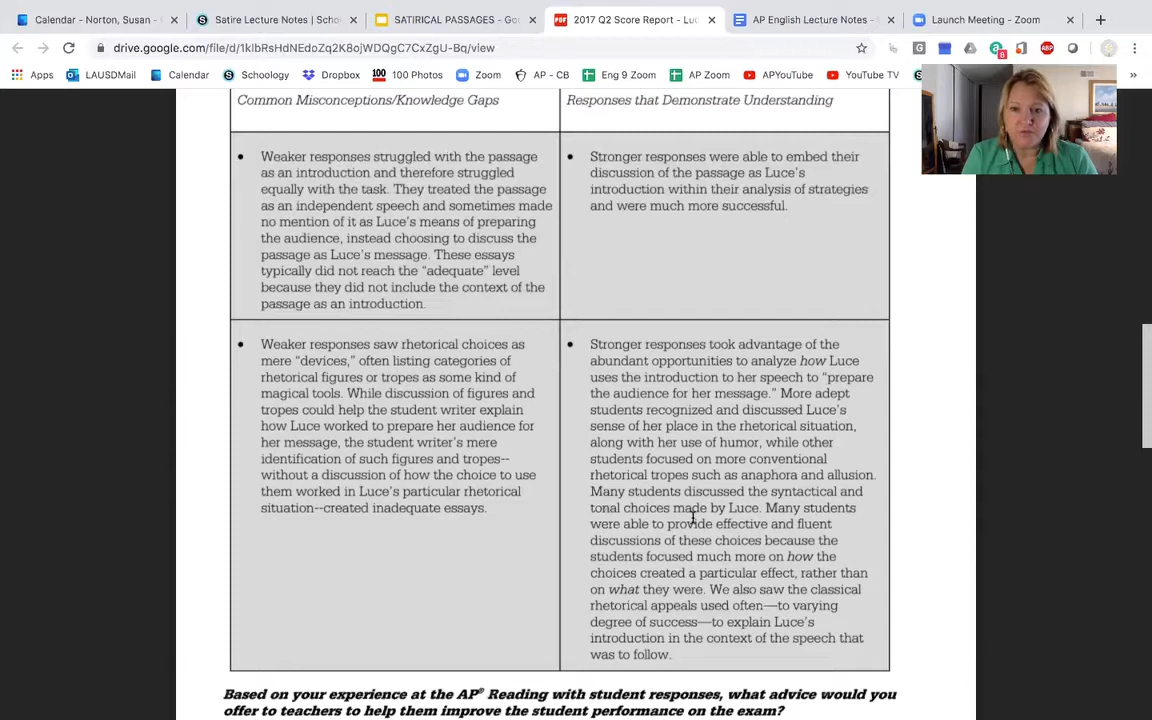 Calendar - Norton, Susan -
Satire Lecture Notes | Scho
SATIRICAL PASSAGES - Go
2017 Q2 Score Report - Luc
AP English Lecture Notes -
Launch Meeting - Zoom
drive.google.com/file/d/1klbRsHdNEdoZq2K8ojWDQgC7CxZgU-Bq/view
Apps
LAUSDMail
Calendar
Schoology
Dropbox
100 Photos
Zoom
AP - CB
Eng 9 Zoom
AP Zoom
APYouTube
YouTube TV
Common Misconceptions/Knowledge Gaps
Responses that Demonstrate Understanding
• Weaker responses struggled with the passage
as an introduction and therefore struggled
equally with the task. They treated the passage
as an independent speech and sometimes made
no mention of it as Luce's means of preparing
the audience, instead choosing to discuss the
passage as Luce's message. These essays
typically did not reach the "adequate" level
because they did not include the context of the
passage as an introduction.
• Stronger responses were able to embed their
discussion of the passage as Luce's
introduction within their analysis of strategies
and were much more successful.
• Weaker responses saw rhetorical choices as
mere "devices," often listing categories of
rhetorical figures or tropes as some kind of
magical tools. While discussion of figures and
tropes could help the student writer explain
how Luce worked to prepare her audience for
her message, the student writer's mere
identification of such figures and tropes--
without a discussion of how the choice to use
them worked in Luce's particular rhetorical
situation--created inadequate essays.
• Stronger responses took advantage of the
abundant opportunities to analyze how Luce
uses the introduction to her speech to "prepare
the audience for her message." More adept
students recognized and discussed Luce's
sense of her place in the rhetorical situation,
along with her use of humor, while other
students focused on more conventional
rhetorical tropes such as anaphora and allusion.
Many students discussed the syntactical and
tonal choices made by Luce. Many students
were able to provide effective and fluent
discussions of these choices because the
students focused much more on how the
choices created a particular effect, rather than
on what they were. We also saw the classical
rhetorical appeals used often—to varying
degree of success—to explain Luce's
introduction in the context of the speech that
was to follow.
Based on your experience at the AP® Reading with student responses, what advice would you
offer to teachers to help them improve the student performance on the exam?